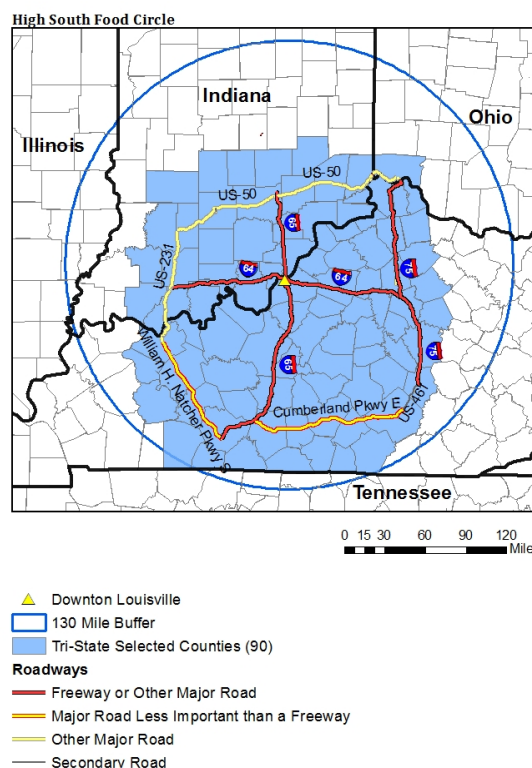 High South Food Circle
Indiana
Ohio
Illinois
US-50
US-50
65
US-231
64
64
75
65
75
William H. Natcher Pkwy S
Cumberland Pkwy E
US-461
Tennessee
0 15 30 60 90 120
Mile
Downton Louisville
130 Mile Buffer
Tri-State Selected Counties (90)
Roadways
Freeway or Other Major Road
Major Road Less Important than a Freeway
Other Major Road
Secondary Road